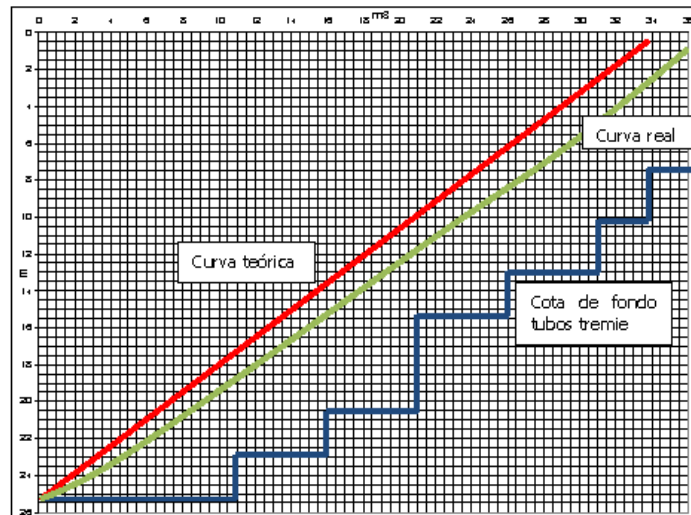 0 2 4 6 8 10 12 14 16 18 m3 20 22 24 26 28 30 32 34 36
0
2
4
6
8
10
12
14
16
18
20
22
24
26
m
Curva real
Curva teórica
Cota de fondo
tubos tremie